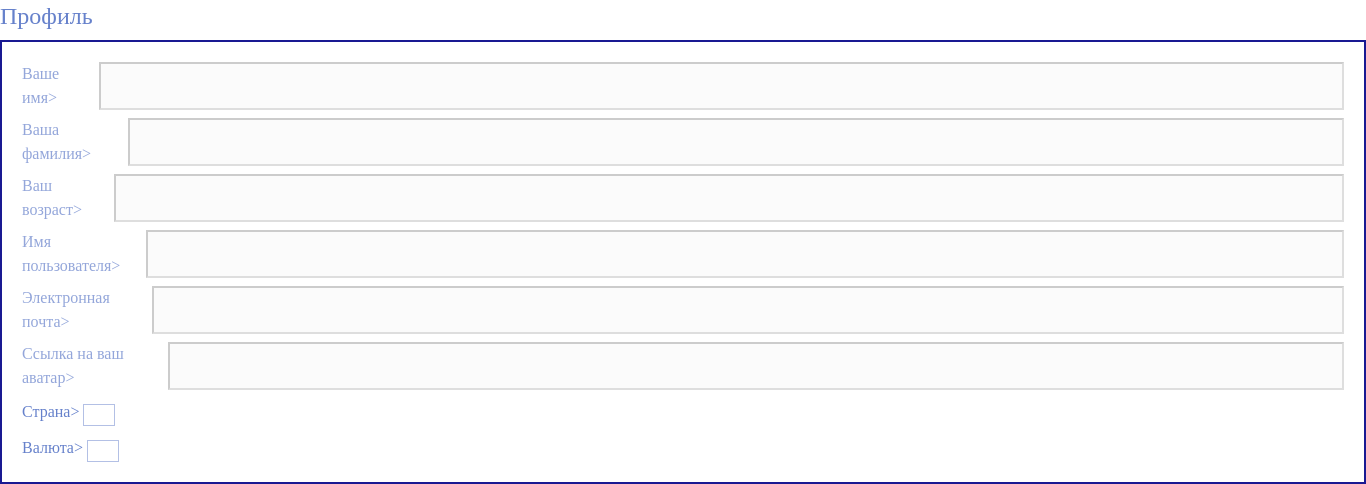 Профиль
Ваше
имя>
Ваша
фамилия>
Ваш
возраст>
Имя
пользователя>
Электронная
почта>
Ссылка на ваш
аватар>
Страна>
Валюта>